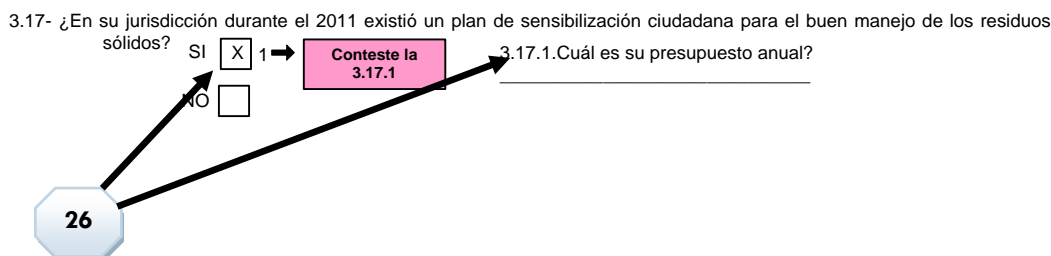 3.17- ¿En su jurisdicción durante el 2011 existió un plan de sensibilización ciudadana para el buen manejo de los residuos
sólidos?
SI X 1
Conteste la
3.17.1
3.17.1.Cuál es su presupuesto anual?
NO
26